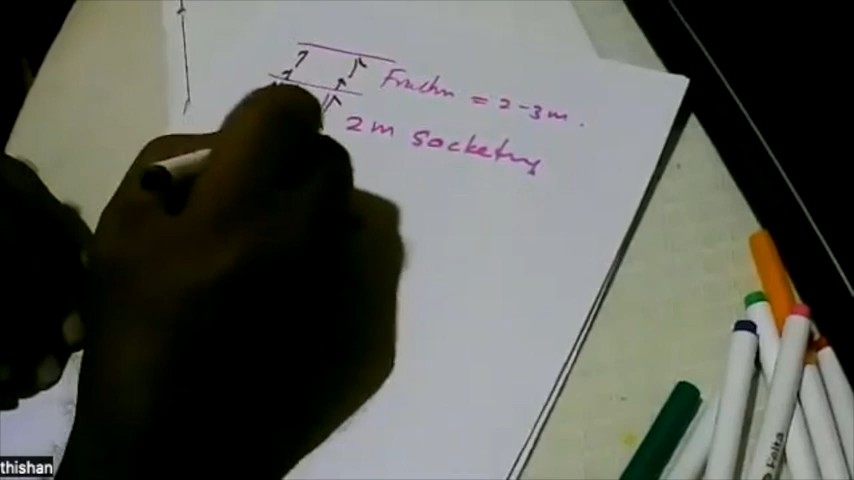 Friction = 2-3m.
2m socketing
thishan